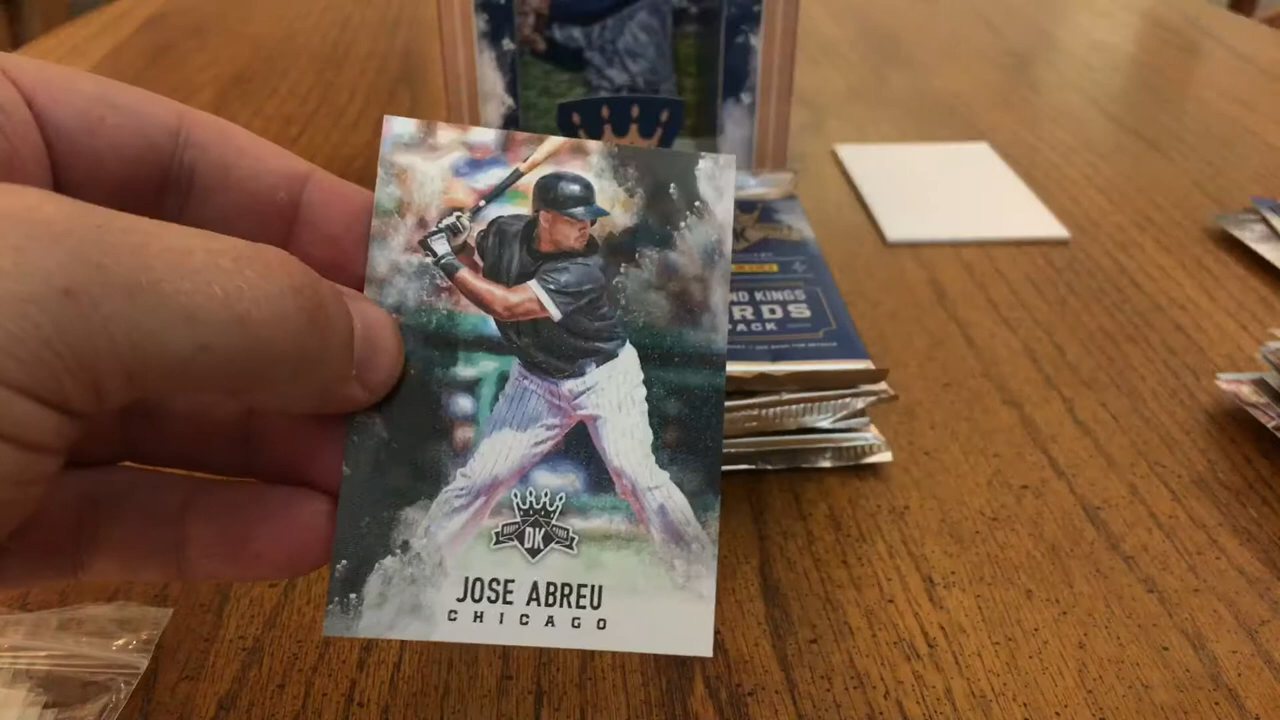 DK
JOSE ABREU
CHICAGO
ND KINGS
RDS
PACK